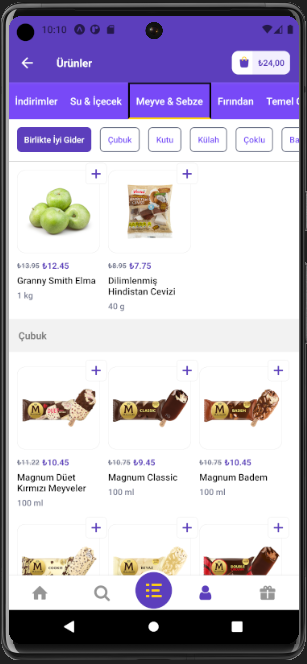 10:10
Ürünler
₺24,00
İndirimler Su & İçecek Meyve & Sebze Fırından Temel G
Birlikte İyi Gider Çubuk Kutu Külah Çoklu Ba
₺13.95 ₺12.45
Granny Smith Elma
1 kg
₺8.95 ₺7.75
Dilimlenmiş
Hindistan Cevizi
40 g
Çubuk
M
M CLASSIC
M BADEM
₺11.22 ₺10.45
Magnum Düet
Kırmızı Meyveler
100 ml
₺10.75 ₺9.45
Magnum Classic
100 ml
₺10.75 ₺10.45
Magnum Badem
100 ml